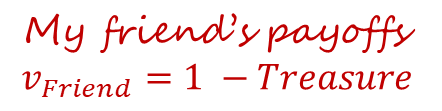 My friend's payoffs
v_Friend = 1 − Treasure